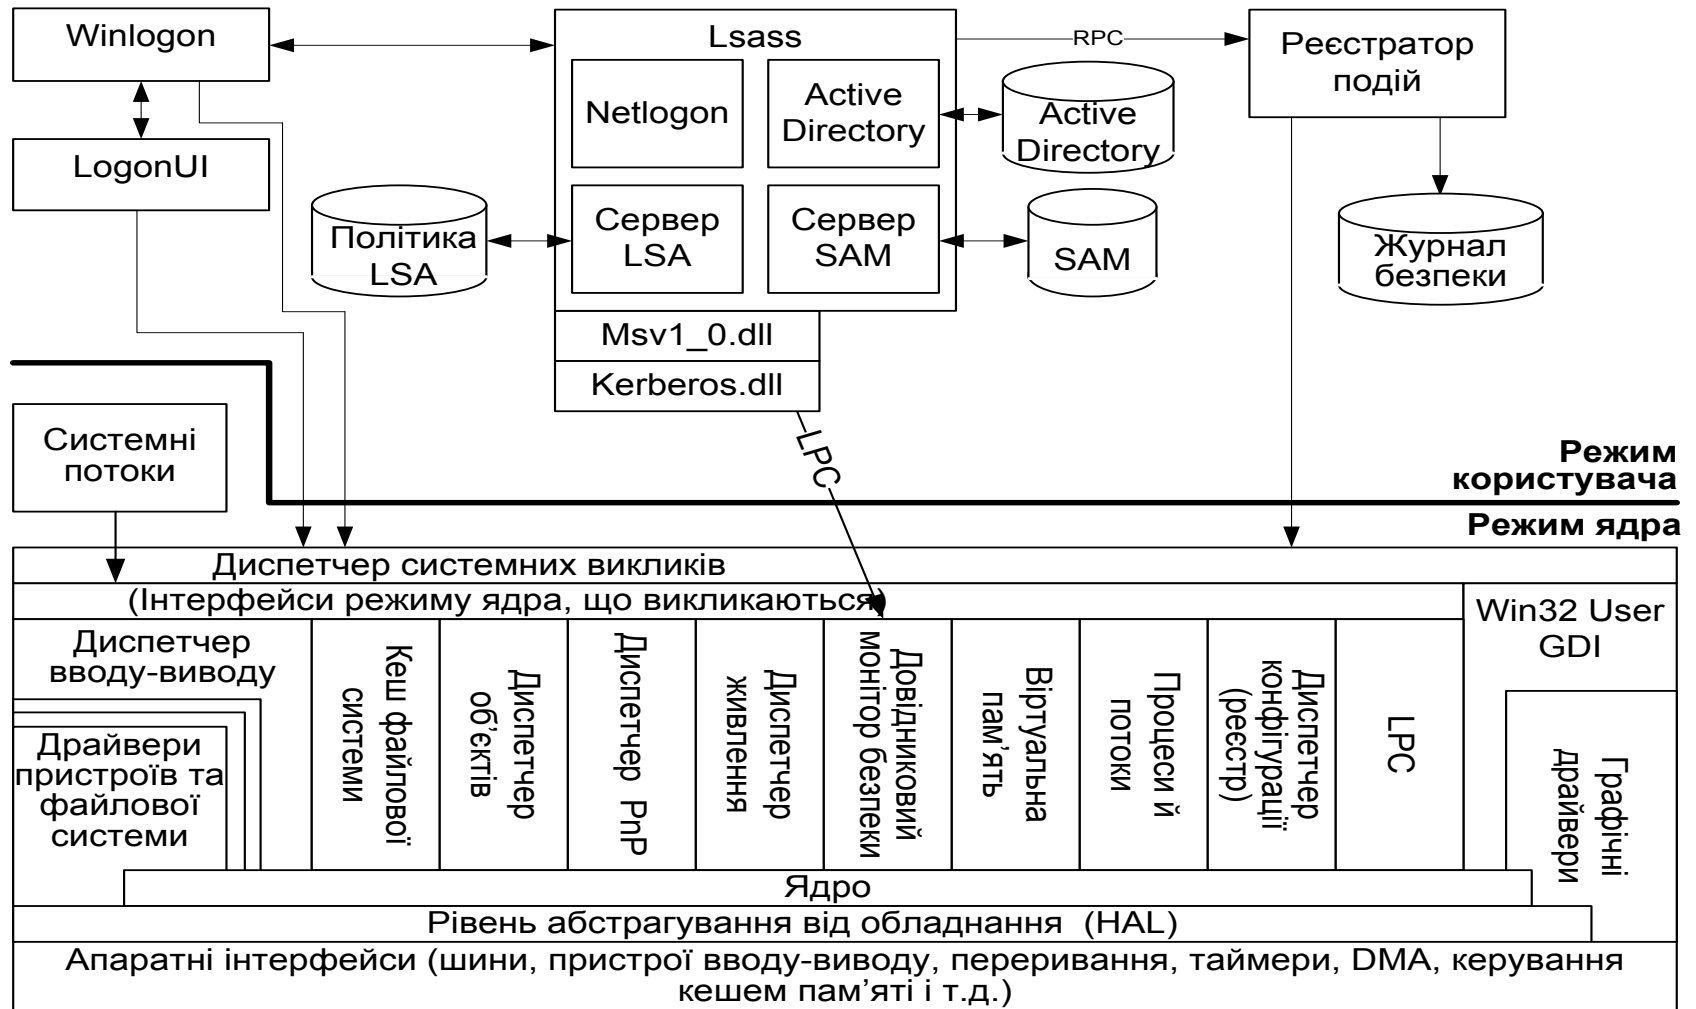 Winlogon
Lsass
RPC
Реєстратор
подій
Netlogon
Active
Directory
Active
Directory
LogonUI
Політика
LSA
Сервер
LSA
Сервер
SAM
SAM
Журнал
безпеки
Msv1_0.dll
Kerberos.dll
LPC
Системні
потоки
Режим
користувача
Режим ядра
Диспетчер системних викликів
(Інтерфейси режиму ядра, що викликаються)
Win32 User
GDI
Диспетчер
вводу-виводу
Драйвери
пристроїв та
файлової
системи
Кеш файлової
системи
Диспетчер
об’єктів
Диспетчер PnP
Диспетчер
живлення
Довідниковий
монітор безпеки
Віртуальна
пам’ять
Процеси й
потоки
Диспетчер
конфігурації
(реєстр)
LPC
Графічні
драйвери
Ядро
Рівень абстрагування від обладнання (HAL)
Апаратні інтерфейси (шини, пристрої вводу-виводу, переривання, таймери, DMA, керування
кешем пам’яті і т.д.)